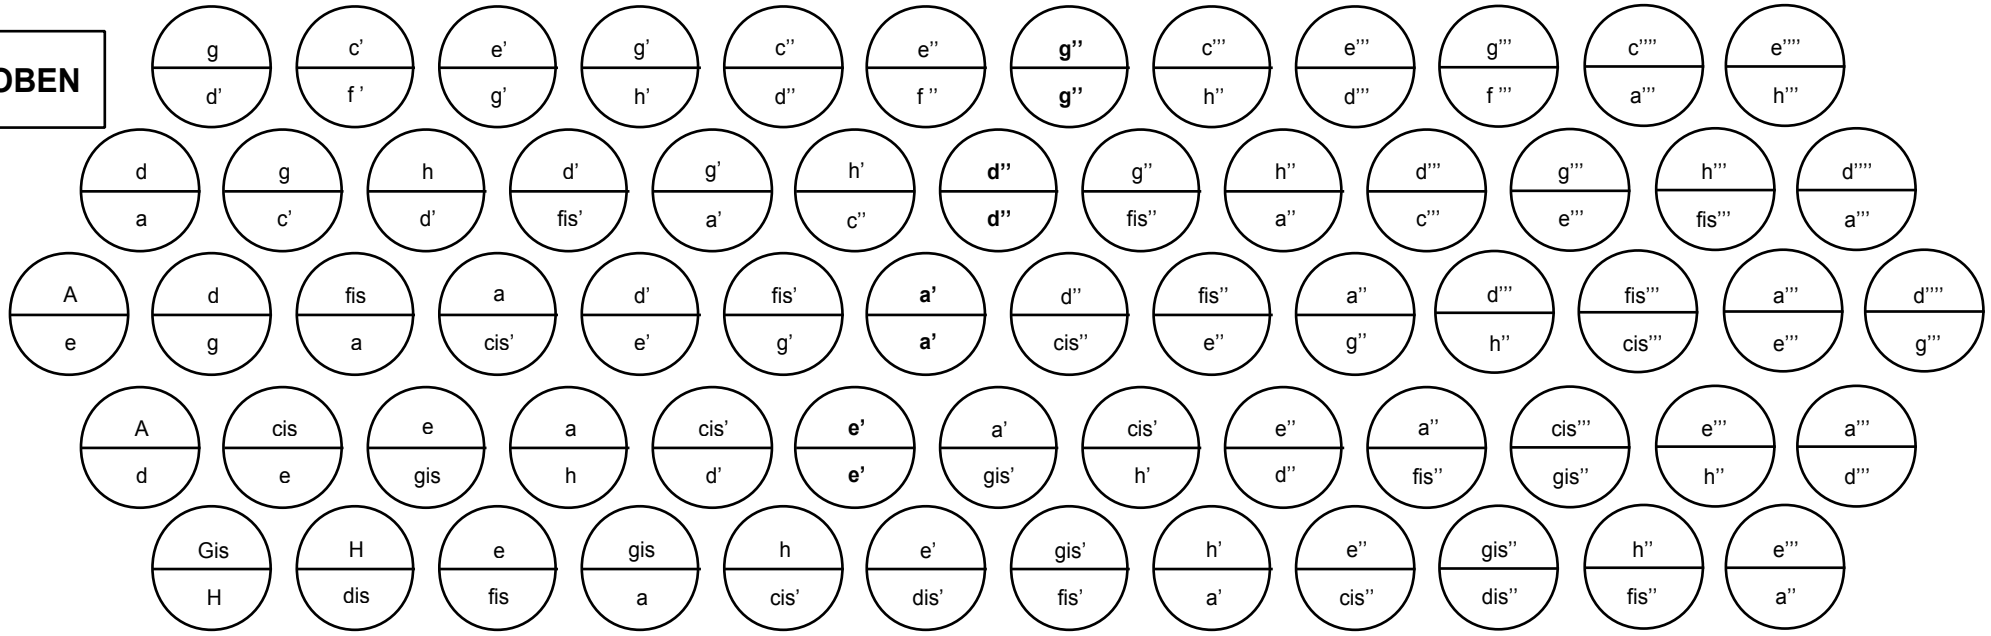 g c’ e’ g’ c’’ e’’ g’’ c’’’ e’’’ g’’’ c’’’’ e’’’’
OBEN
d’ f ’ g’ h’ d’’ f ’’ g’’ h’’ d’’’ f ’’’ a’’’ h’’’
d g h d’ g’ h’ d’’ g’’ h’’ d’’’ g’’’ h’’’ d’’’’
a c’ d’ fis’ a’ c’’ d’’ fis’’ a’’ c’’’ e’’’ fis’’’ a’’’
A d fis a d’ fis’ a’ d’’ fis’’ a’’ d’’’ fis’’’ a’’’ d’’’’
e g a cis’ e’ g’ a’ cis’’ e’’ g’’ h’’ cis’’’ e’’’ g’’’
A cis e a cis’ e’ a’ cis’ e’’ a’’ cis’’’ e’’’ a’’’
d e gis h d’ e’ gis’ h’ d’’ fis’’ gis’’ h’’ d’’’
Gis H e gis h e’ gis’ h’ e’’ gis’’ h’’ e’’’
H dis fis a cis’ dis’ fis’ a’ cis’’ dis’’ fis’’ a’’